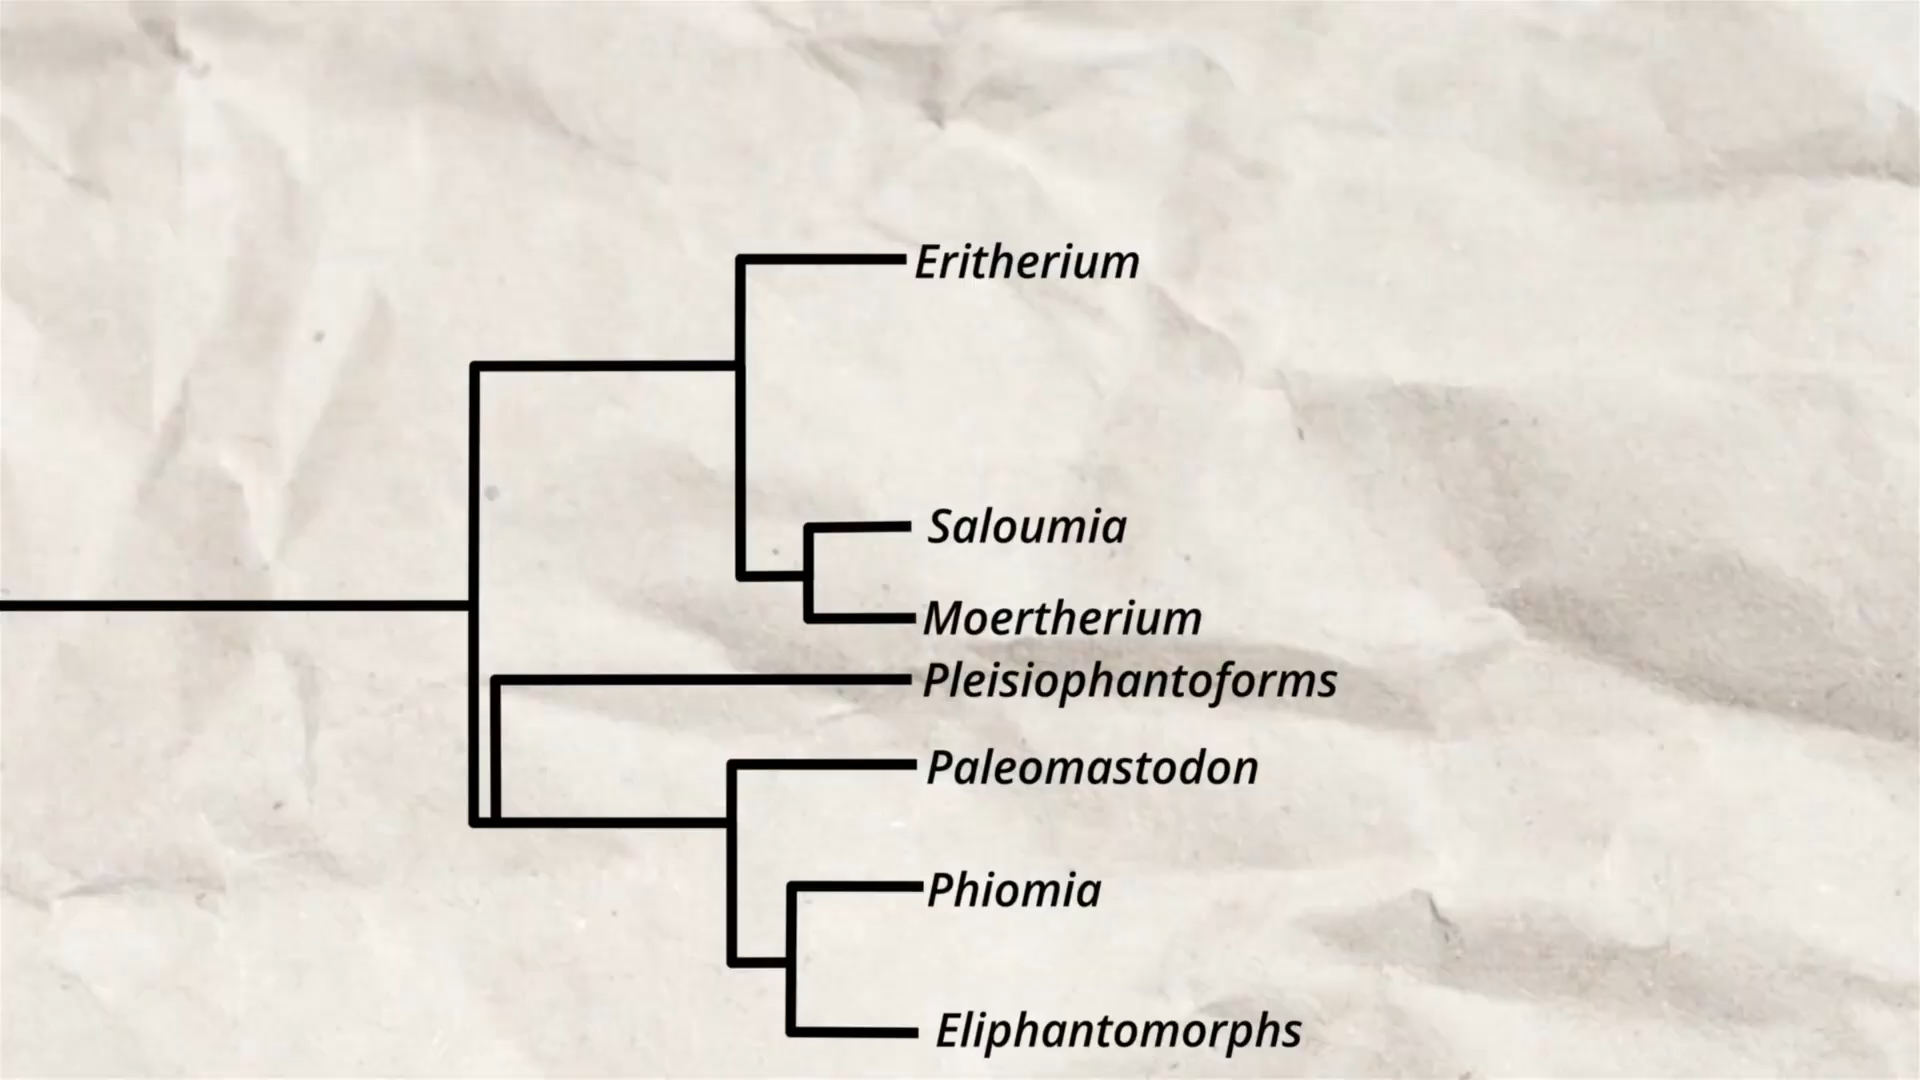 Eritherium
Saloumia
Moertherium
Pleisiophantoforms
Paleomastodon
Phiomia
Eliphantomorphs